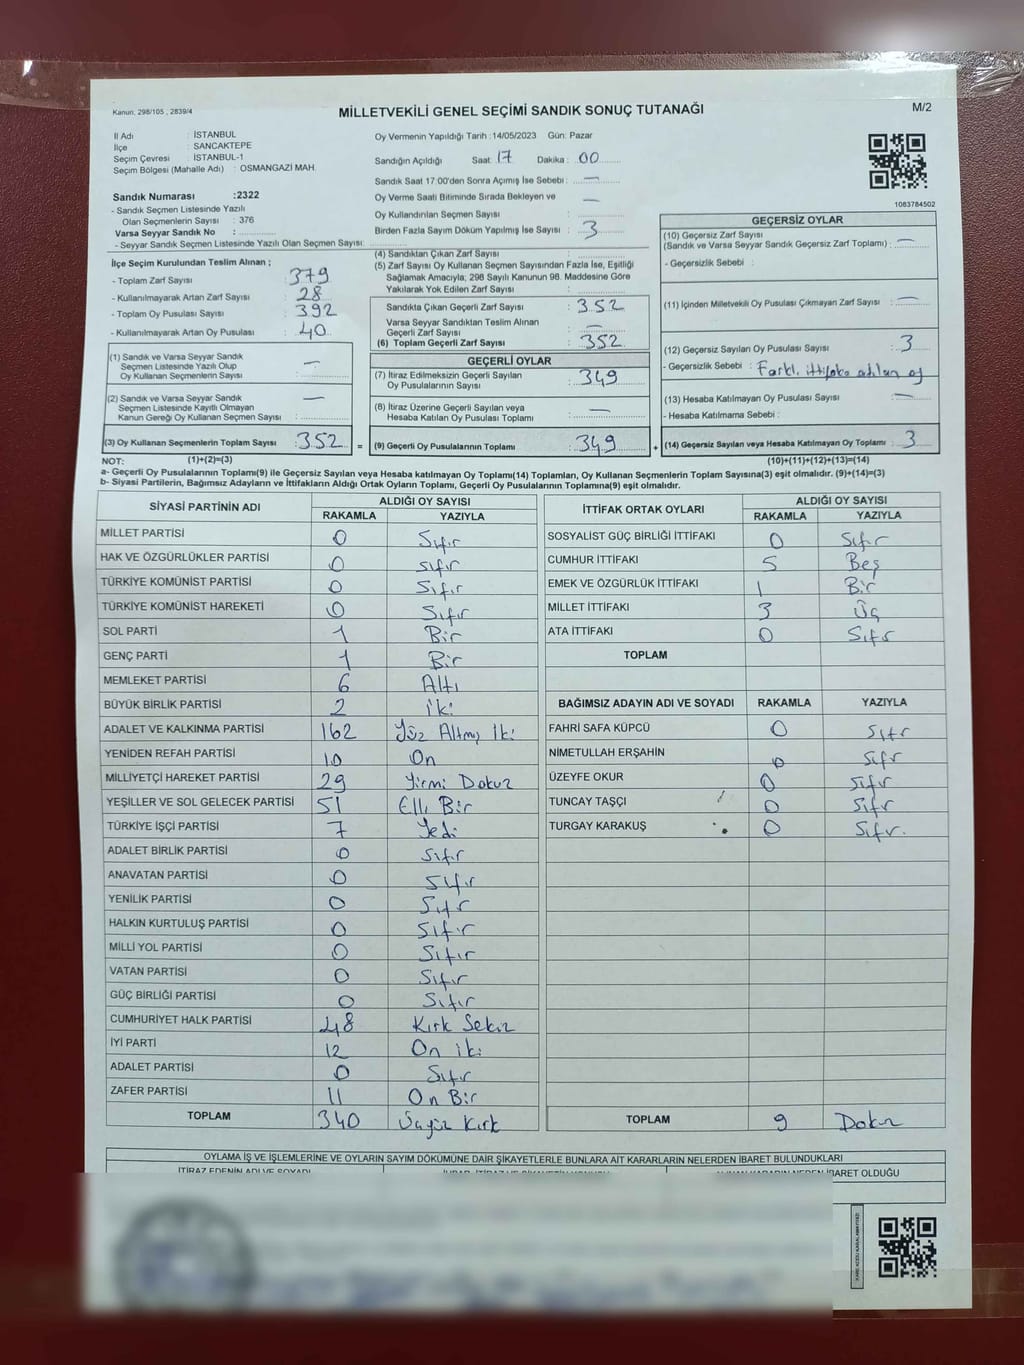 Kanun, 298/105 , 2839/4
MİLLETVEKİLİ GENEL SEÇİMİ SANDIK SONUÇ TUTANAĞI
M/2
İl Adı : İSTANBUL
İlçe : SANCAKTEPE
Seçim Çevresi : İSTANBUL-1
Seçim Bölgesi (Mahalle Adı) : OSMANGAZİ MAH.
Sandık Numarası :2322
- Sandık Seçmen Listesinde Yazılı
Olan Seçmenlerin Sayısı : 376
Varsa Seyyar Sandık No :
- Seyyar Sandık Seçmen Listesinde Yazılı Olan Seçmen Sayısı:
Oy Vermenin Yapıldığı Tarih :14/05/2023 Gün: Pazar
Sandığın Açıldığı Saat: 17 Dakika : 00
Sandık Saat 17:00'den Sonra Açımış İse Sebebi : —
Oy Verme Saati Bitiminde Sırada Bekleyen ve
Oy Kullandırılan Seçmen Sayısı : —
Birden Fazla Sayım Döküm Yapılmış İse Sayısı : 3
1083784502
İlçe Seçim Kurulundan Teslim Alınan ;
- Toplam Zarf Sayısı : 379
- Kullanılmayarak Artan Zarf Sayısı : 28
- Toplam Oy Pusulası Sayısı : 392
- Kullanılmayarak Artan Oy Pusulası : 40
(1) Sandık ve Varsa Seyyar Sandık
Seçmen Listesinde Yazılı Olup
Oy Kullanan Seçmenlerin Sayısı : —
(2) Sandık ve Varsa Seyyar Sandık
Seçmen Listesinde Kayıtlı Olmayan
Kanun Gereği Oy Kullanan Seçmen Sayısı : —
(3) Oy Kullanan Seçmenlerin Toplam Sayısı : 352 =
(1)+(2)=(3)
(4) Sandıktan Çıkan Zarf Sayısı :
(5) Zarf Sayısı Oy Kullanan Seçmen Sayısından Fazla İse, Eşitliği
Sağlamak Amacıyla; 298 Sayılı Kanunun 98. Maddesine Göre
Yakılarak Yok Edilen Zarf Sayısı :
Sandıkta Çıkan Geçerli Zarf Sayısı : 352
Varsa Seyyar Sandıktan Teslim Alınan
Geçerli Zarf Sayısı : —
(6) Toplam Geçerli Zarf Sayısı : 352
GEÇERLİ OYLAR
(7) İtiraz Edilmeksizin Geçerli Sayılan
Oy Pusulalarının Sayısı : 349
(8) İtiraz Üzerine Geçerli Sayılan veya
Hesaba Katılan Oy Pusulası Toplamı : —
(9) Geçerli Oy Pusulalarının Toplamı : 349 +
GEÇERSİZ OYLAR
(10) Geçersiz Zarf Sayısı
(Sandık ve Varsa Seyyar Sandık Geçersiz Zarf Toplamı) : —
- Geçersizlik Sebebi :
(11) İçinden Milletvekili Oy Pusulası Çıkmayan Zarf Sayısı : —
(12) Geçersiz Sayılan Oy Pusulası Sayısı : 3
- Geçersizlik Sebebi : Farklı ittifaka atılan oy
(13) Hesaba Katılmayan Oy Pusulası Sayısı : —
- Hesaba Katılmama Sebebi :
(14) Geçersiz Sayılan veya Hesaba Katılmayan Oy Toplamı : 3
(10)+(11)+(12)+(13)=(14)
NOT:
a- Geçerli Oy Pusulalarının Toplamı(9) ile Geçersiz Sayılan veya Hesaba katılmayan Oy Toplamı(14) Toplamları, Oy Kullanan Seçmenlerin Toplam Sayısına(3) eşit olmalıdır. (9)+(14)=(3)
b- Siyasi Partilerin, Bağımsız Adayların ve İttifakların Aldığı Ortak Oyların Toplamı, Geçerli Oy Pusulalarının Toplamına(9) eşit olmalıdır.
SİYASİ PARTİNİN ADI ALDIĞI OY SAYISI
RAKAMLA YAZIYLA
MİLLET PARTİSİ 0 Sıfır
HAK VE ÖZGÜRLÜKLER PARTİSİ 0 sıfır
TÜRKİYE KOMÜNİST PARTİSİ 0 Sıfır
TÜRKİYE KOMÜNİST HAREKETİ 0 Sıfır
SOL PARTİ 1 Bir
GENÇ PARTİ 1 Bir
MEMLEKET PARTİSİ 6 Altı
BÜYÜK BİRLİK PARTİSİ 2 iki
ADALET VE KALKINMA PARTİSİ 162 Yüz Altmış İki
YENİDEN REFAH PARTİSİ 10 On
MİLLİYETÇİ HAREKET PARTİSİ 29 Yirmi Dokuz
YEŞİLLER VE SOL GELECEK PARTİSİ 51 Elli Bir
TÜRKİYE İŞÇİ PARTİSİ 7 Yedi
ADALET BİRLİK PARTİSİ 0 Sıfır
ANAVATAN PARTİSİ 0 Sıfır
YENİLİK PARTİSİ 0 Sıfır
HALKIN KURTULUŞ PARTİSİ 0 Sıfır
MİLLİ YOL PARTİSİ 0 Sıfır
VATAN PARTİSİ 0 Sıfır
GÜÇ BİRLİĞİ PARTİSİ 0 Sıfır
CUMHURİYET HALK PARTİSİ 48 Kırk Sekiz
İYİ PARTİ 12 On iki
ADALET PARTİSİ 0 Sıfır
ZAFER PARTİSİ 11 On Bir
TOPLAM 340 Üçyüz Kırk
İTTİFAK ORTAK OYLARI ALDIĞI OY SAYISI
RAKAMLA YAZIYLA
SOSYALİST GÜÇ BİRLİĞİ İTTİFAKI 0 Sıfır
CUMHUR İTTİFAKI 5 Beş
EMEK VE ÖZGÜRLÜK İTTİFAKI 1 Bir
MİLLET İTTİFAKI 3 Üç
ATA İTTİFAKI 0 Sıfır
TOPLAM
BAĞIMSIZ ADAYIN ADI VE SOYADI RAKAMLA YAZIYLA
FAHRİ SAFA KÜPCÜ 0 Sıfır
NİMETULLAH ERŞAHİN 0 Sıfır
ÜZEYFE OKUR 0 Sıfır
TUNCAY TAŞÇI 0 Sıfır
TURGAY KARAKUŞ 0 Sıfır.
TOPLAM 9 Dokuz
OYLAMA İŞ VE İŞLEMLERİNE VE OYLARIN SAYIM DÖKÜMÜNE DAİR ŞİKAYETLERLE BUNLARA AİT KARARLARIN NELERDEN İBARET BULUNDUKLARI
İTİRAZ EDENİN ADI VE SOYADI
NEDEN İBARET OLDUĞU